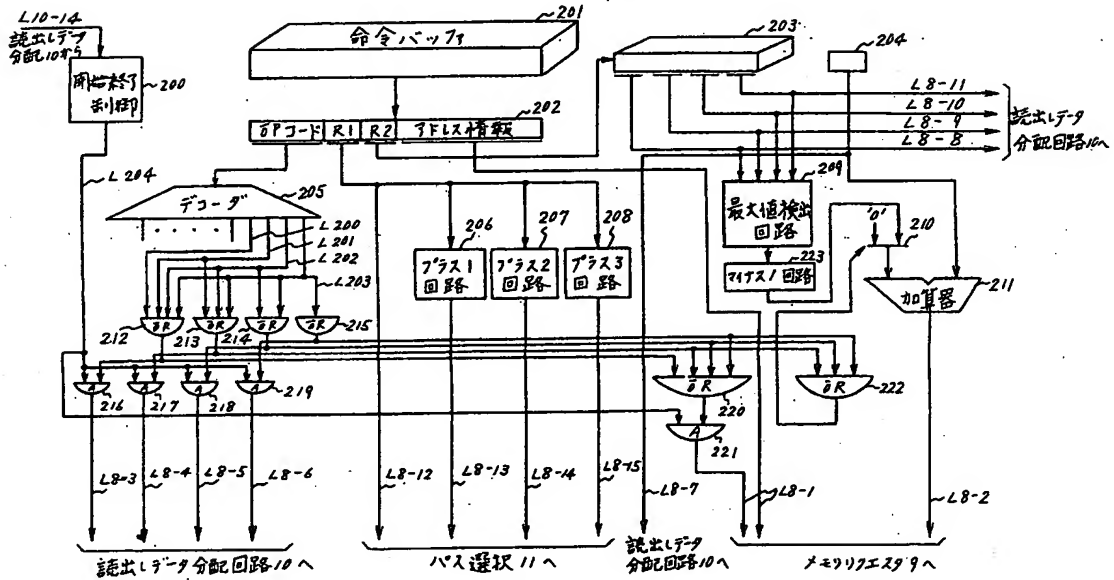 L10-14
読出しデータ
分配10から
開始終了
制御
200
命令バッファ
201
202
203
204
OPコード R1 R2 アドレス情報
L8-11
L8-10
L8-9
L8-8
読出しデータ
分配回路10へ
L204
デコーダ
205
L200
L201
L202
L203
206
プラス1
回路
207
プラス2
回路
208
プラス3
回路
209
最大値検出
回路
223
マイナス1回路
'0'
210
加算器
211
OR
212
OR
213
OR
214
OR
215
A
216
A
217
A
218
A
219
OR
220
A
221
OR
222
L8-3
L8-4
L8-5
L8-6
L8-12
L8-13
L8-14
L8-15
L8-7
L8-1
L8-2
読出しデータ分配回路10へ
パス選択11へ
読出しデータ
分配回路10へ
メモリリクエスタ9へ